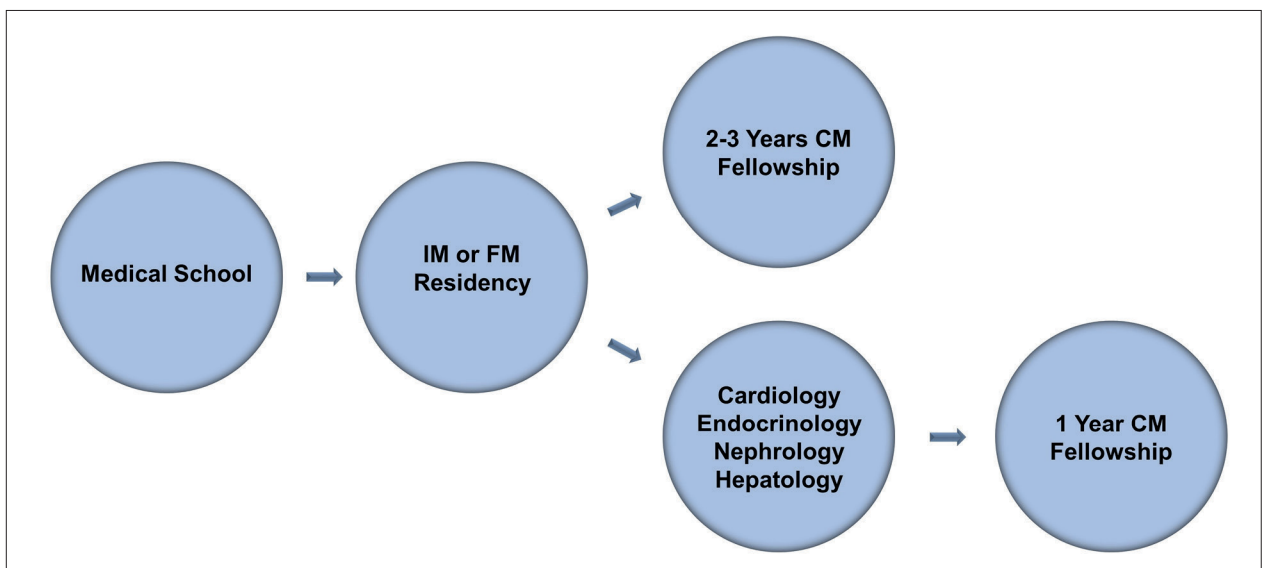 Medical School
IM or FM
Residency
2-3 Years CM
Fellowship
Cardiology
Endocrinology
Nephrology
Hepatology
1 Year CM
Fellowship